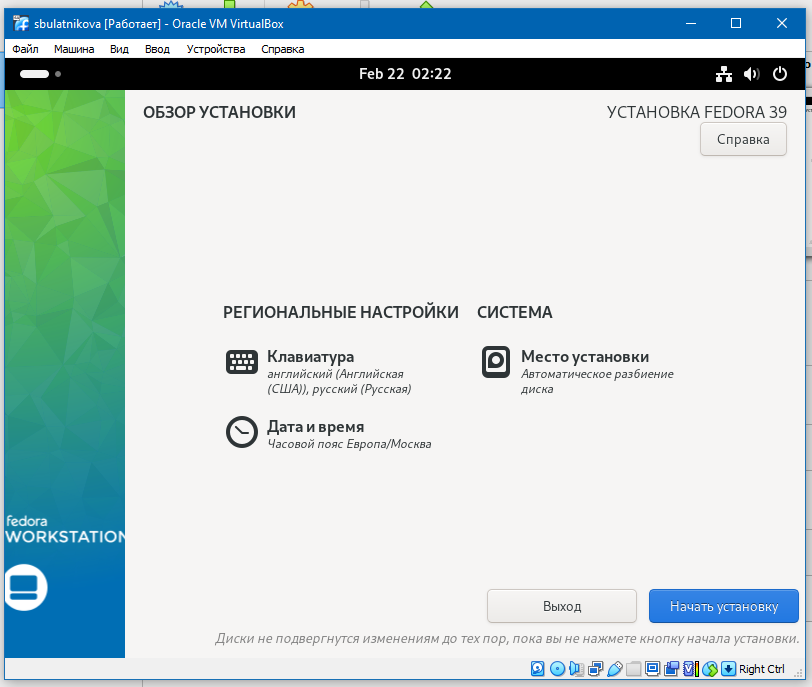 sbulatnikova [Работает] - Oracle VM VirtualBox
Файл Машина Вид Ввод Устройства Справка
Feb 22 02:22
ОБЗОР УСТАНОВКИ
УСТАНОВКА FEDORA 39
Справка
РЕГИОНАЛЬНЫЕ НАСТРОЙКИ
СИСТЕМА
Клавиатура
английский (Английская
(США)), русский (Русская)
Место установки
Автоматическое разбиение
диска
Дата и время
Часовой пояс Европа/Москва
fedora
WORKSTATION
Выход
Начать установку
Диски не подвергнутся изменениям до тех пор, пока вы не нажмете кнопку начала установки.
Right Ctrl